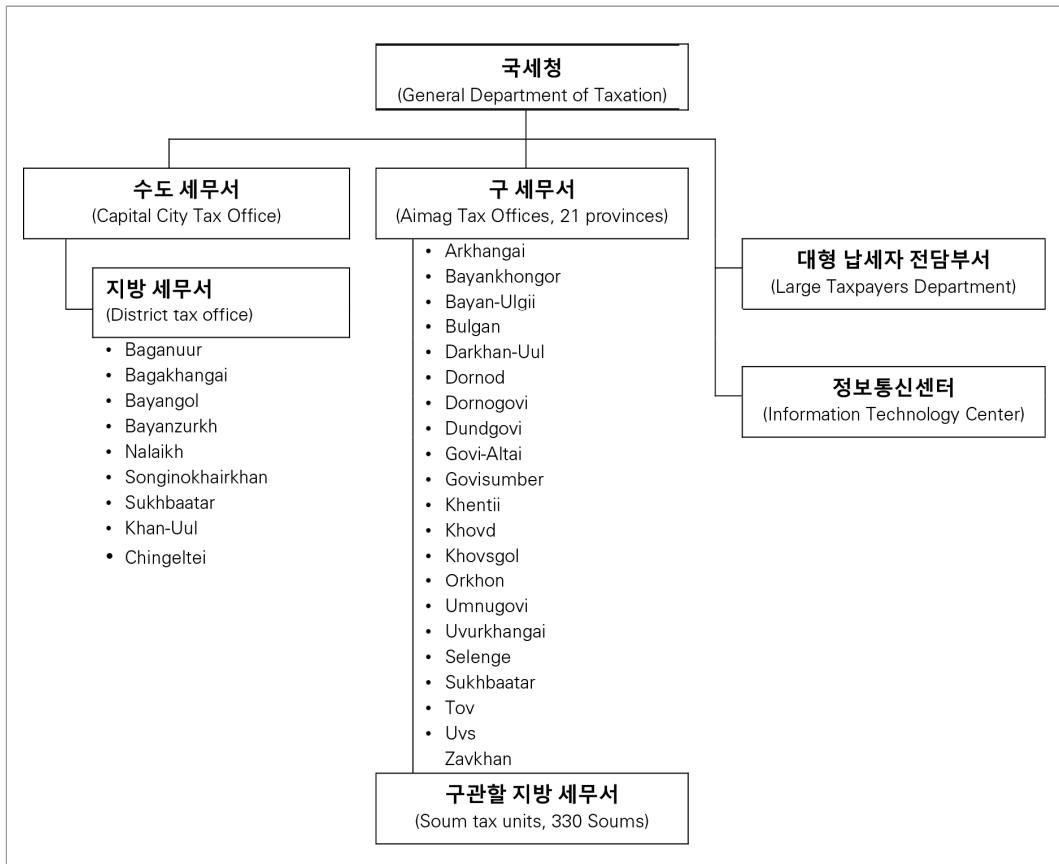 국세청
(General Department of Taxation)
수도 세무서
(Capital City Tax Office)
지방 세무서
(District tax office)
• Baganuur
• Bagakhangai
• Bayangol
• Bayanzurkh
• Nalaikh
• Songinokhairkhan
• Sukhbaatar
• Khan-Uul
• Chingeltei
구 세무서
(Aimag Tax Offices, 21 provinces)
• Arkhangai
• Bayankhongor
• Bayan-Ulgii
• Bulgan
• Darkhan-Uul
• Dornod
• Dornogovi
• Dundgovi
• Govi-Altai
• Govisumber
• Khentii
• Khovd
• Khovsgol
• Orkhon
• Umnugovi
• Uvurkhangai
• Selenge
• Sukhbaatar
• Tov
• Uvs
Zavkhan
구관할 지방 세무서
(Soum tax units, 330 Soums)
대형 납세자 전담부서
(Large Taxpayers Department)
정보통신센터
(Information Technology Center)